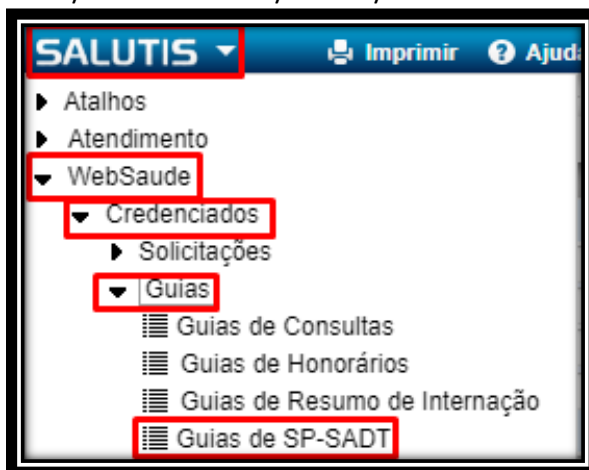 SALUTIS Imprimir Ajuda
Atalhos
Atendimento
WebSaude
Credenciados
Solicitações
Guias
Guias de Consultas
Guias de Honorários
Guias de Resumo de Internação
Guias de SP-SADT